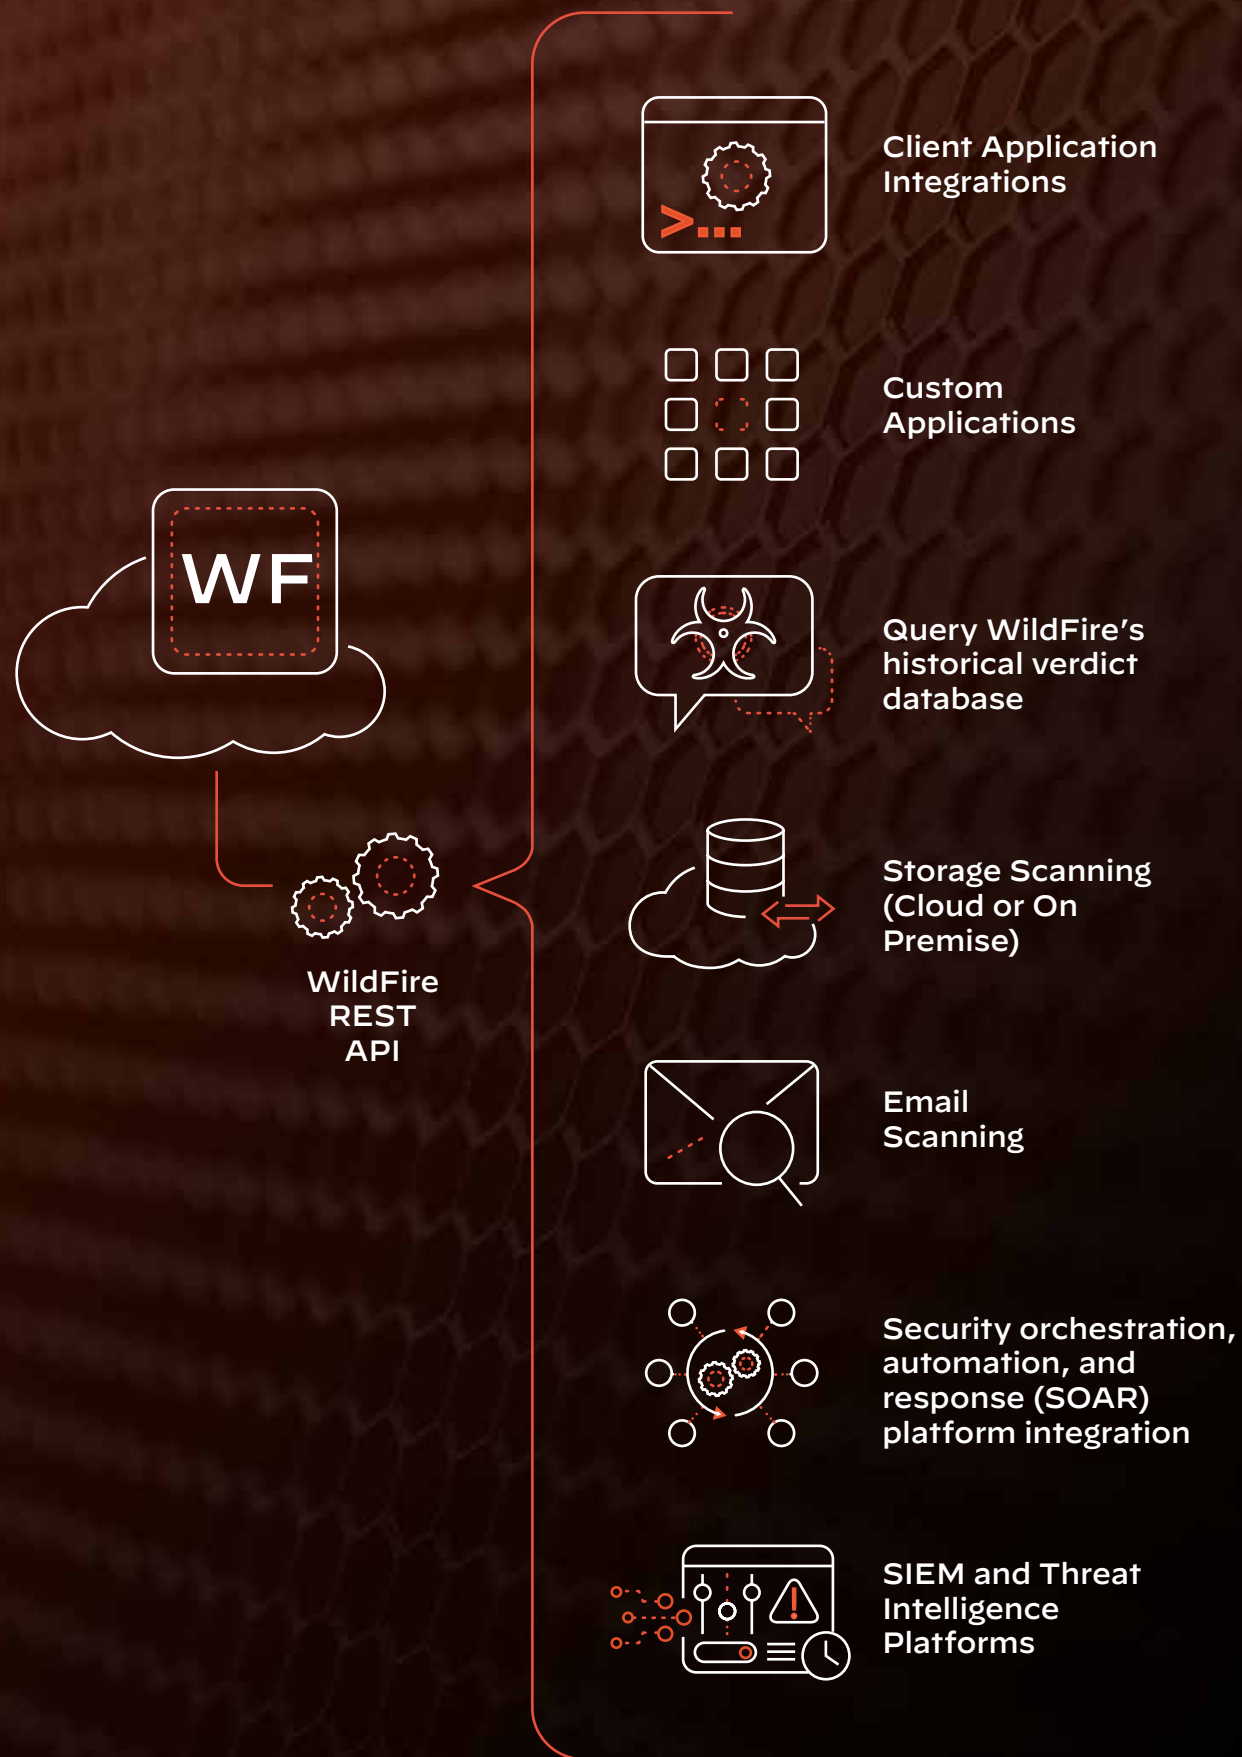 WF
WildFire
REST
API
Client Application
Integrations
>...
Custom
Applications
Query WildFire’s
historical verdict
database
Storage Scanning
(Cloud or On
Premise)
Email
Scanning
Security orchestration,
automation, and
response (SOAR)
platform integration
SIEM and Threat
Intelligence
Platforms